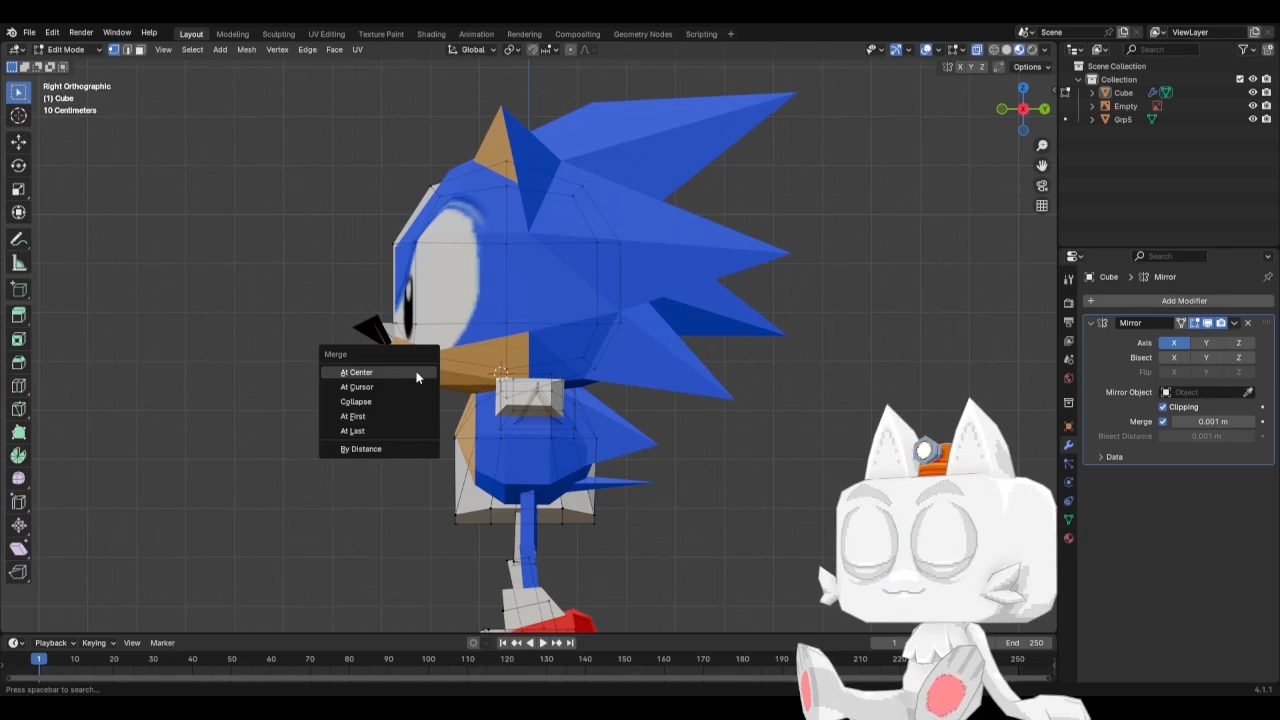 File Edit Render Window Help Layout Modeling Sculpting UV Editing Texture Paint Shading Animation Rendering Compositing Geometry Nodes Scripting + Scene ViewLayer
Edit Mode View Select Add Mesh Vertex Edge Face UV Global Search
X Y Z Options
Scene Collection
Collection
Cube
Empty
Grp5
Right Orthographic
(1) Cube
10 Centimeters
Z
X
Y
Search
Cube Mirror
+ Add Modifier
Mirror
Axis X Y Z
Bisect X Y Z
Flip X Y Z
Mirror Object Object
Clipping
Merge 0.001 m
Bisect Distance 0.001 m
Data
Merge
At Center
At Cursor
Collapse
At First
At Last
By Distance
Playback Keying View Marker 1 End 250
1 10 20 30 40 50 60 70 80 90 100 110 120 130 140 150 160 170 180 190 200 250
Press spacebar to search... 4.1.1